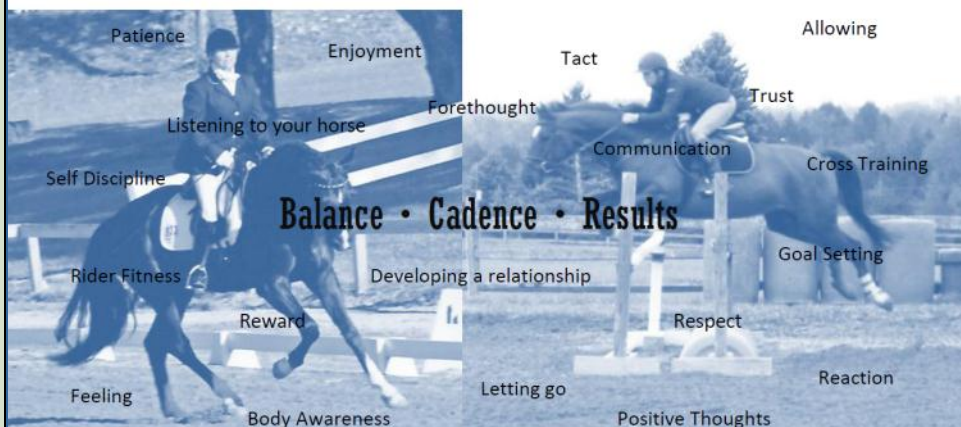 Patience
Enjoyment
Allowing
Tact
Trust
Forethought
Listening to your horse
Communication
Cross Training
Self Discipline
Balance • Cadence • Results
Goal Setting
Rider Fitness
Developing a relationship
Reward
Respect
Reaction
Letting go
Feeling
Body Awareness
Positive Thoughts